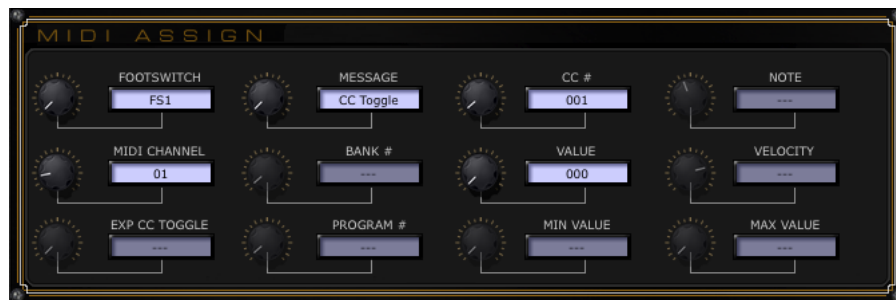 MIDI ASSIGN
FOOTSWITCH MESSAGE CC # NOTE
FS1 CC Toggle 001 ---
MIDI CHANNEL BANK # VALUE VELOCITY
01 --- 000 ---
EXP CC TOGGLE PROGRAM # MIN VALUE MAX VALUE
--- --- --- ---